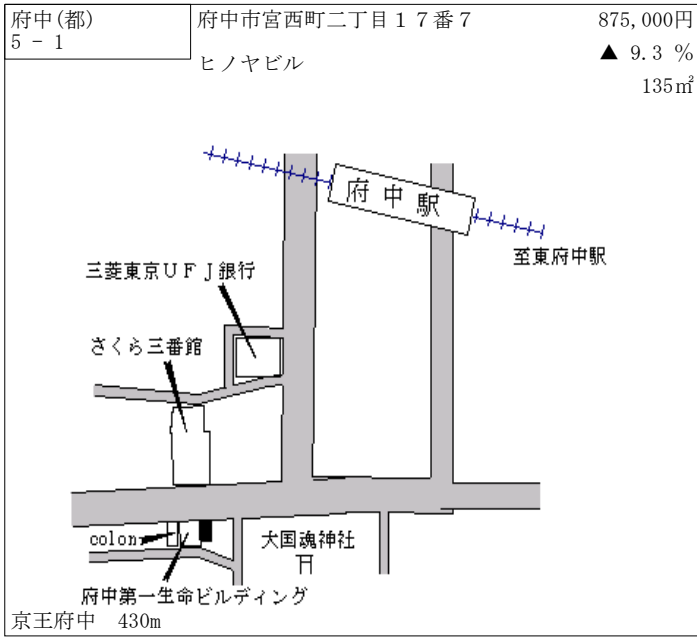 府中(都)
5 - 1
府中市宮西町二丁目１７番７
ヒノヤビル
875,000円
▲ 9.3 %
135㎡
府中駅
至東府中駅
三菱東京ＵＦＪ銀行
さくら三番館
colon
大国魂神社
府中第一生命ビルディング
京王府中 430m